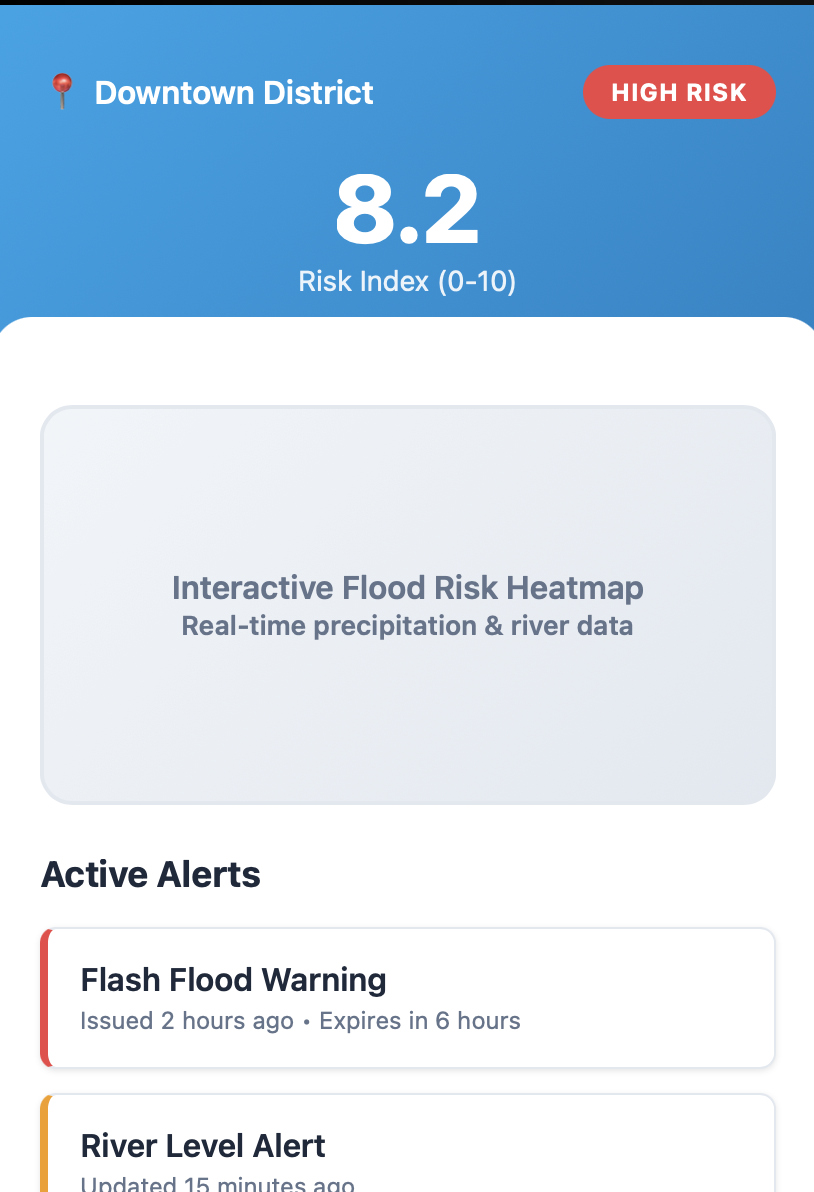 Downtown District
HIGH RISK
8.2
Risk Index (0-10)
Interactive Flood Risk Heatmap
Real-time precipitation & river data
Active Alerts
Flash Flood Warning
Issued 2 hours ago • Expires in 6 hours
River Level Alert
Updated 15 minutes ago